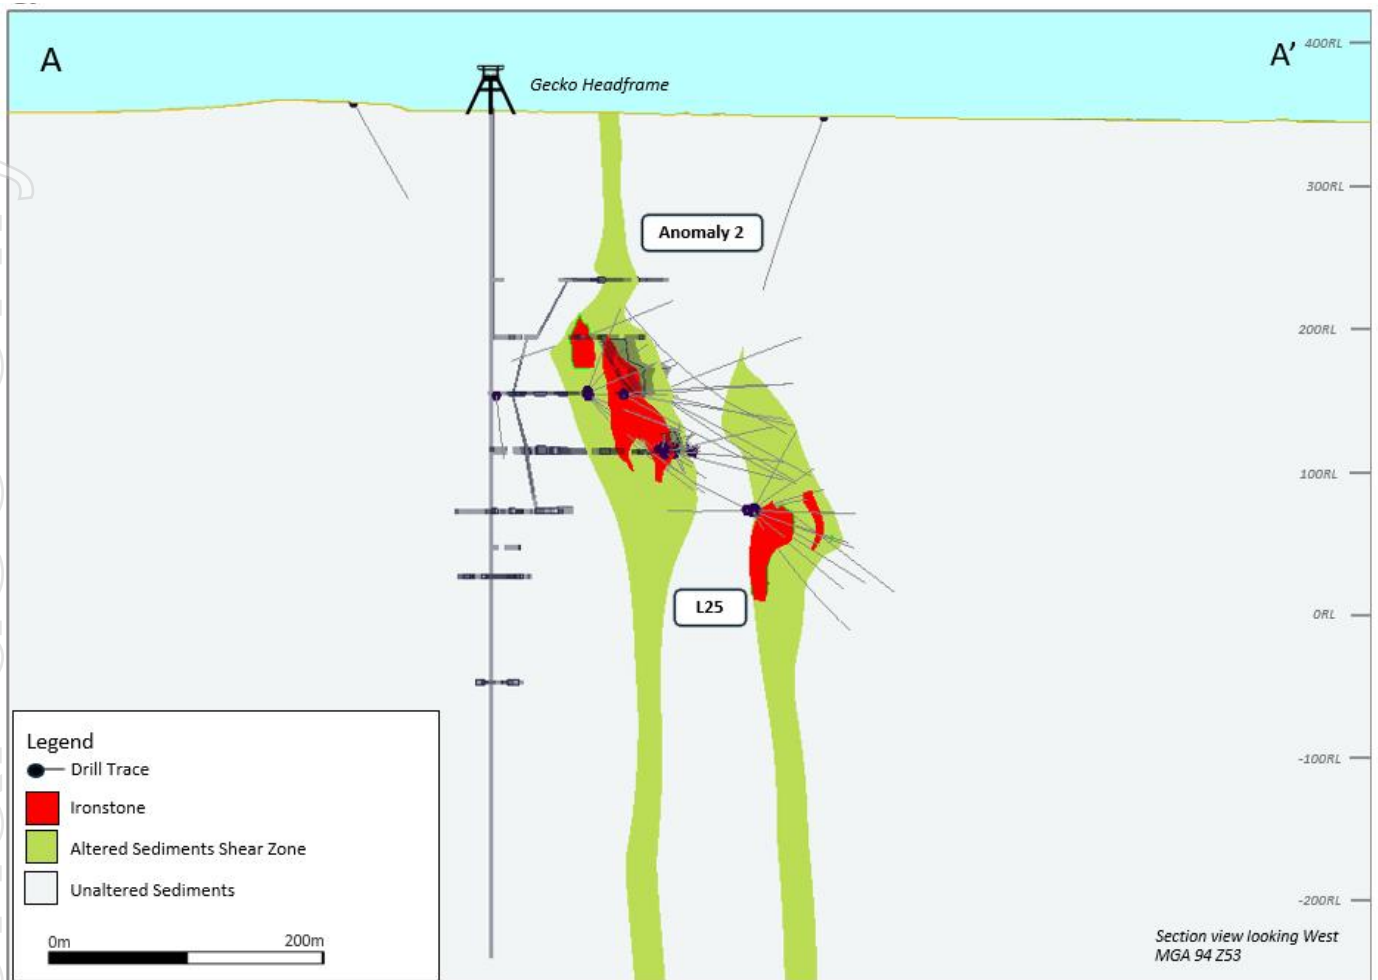 A
A'
400RL
Gecko Headframe
300RL
Anomaly 2
200RL
100RL
L25
0RL
-100RL
-200RL
Legend
Drill Trace
Ironstone
Altered Sediments Shear Zone
Unaltered Sediments
0m 200m
Section view looking West
MGA 94 Z53